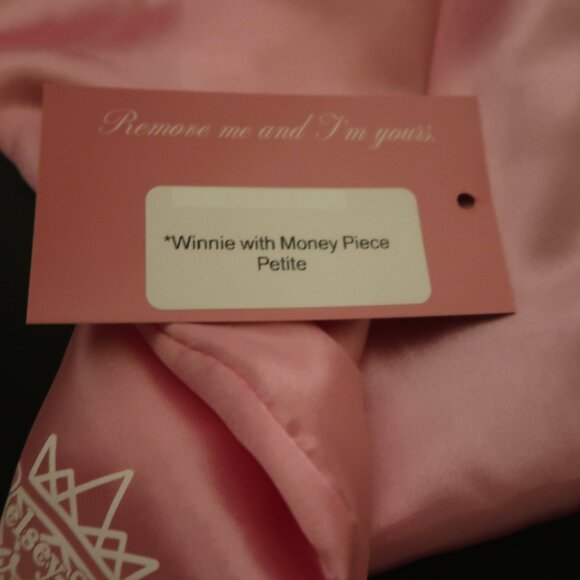 Remove me and I'm yours.
*Winnie with Money Piece
Petite